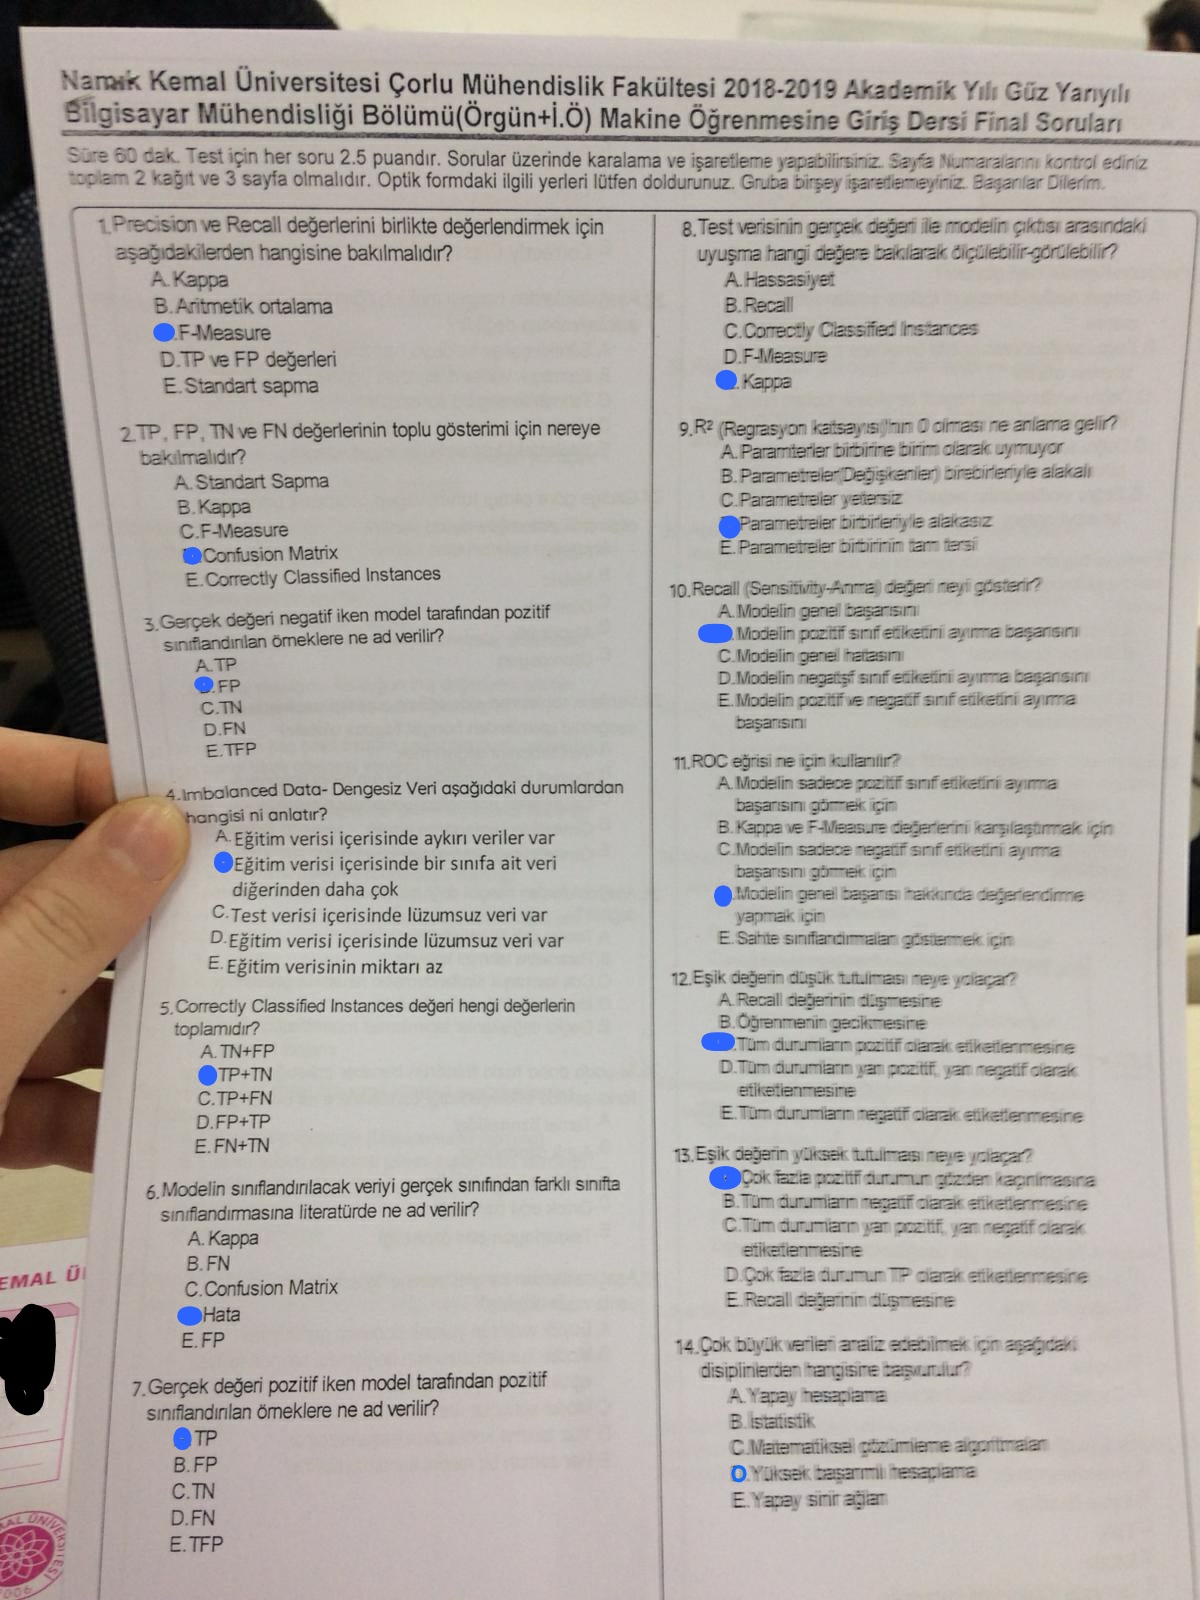 Namık Kemal Üniversitesi Çorlu Mühendislik Fakültesi 2018-2019 Akademik Yılı Güz Yarıyılı
Bilgisayar Mühendisliği Bölümü(Örgün+İ.Ö) Makine Öğrenmesine Giriş Dersi Final Soruları
Süre 60 dak. Test için her soru 2.5 puandır. Sorular üzerinde karalama ve işaretleme yapabilirsiniz. Sayfa Numaralarını kontrol ediniz
toplam 2 kağıt ve 3 sayfa olmalıdır. Optik formdaki ilgili yerleri lütfen doldurunuz. Gruba birşey işaretlemeyiniz. Başarılar Dilerim.
1. Precision ve Recall değerlerini birlikte değerlendirmek için
aşağıdakilerden hangisine bakılmalıdır?
A. Kappa
B. Aritmetik ortalama
F-Measure
D. TP ve FP değerleri
E. Standart sapma
2. TP, FP, TN ve FN değerlerinin toplu gösterimi için nereye
bakılmalıdır?
A. Standart Sapma
B. Kappa
C. F-Measure
Confusion Matrix
E. Correctly Classified Instances
3. Gerçek değeri negatif iken model tarafından pozitif
sınıflandırılan örneklere ne ad verilir?
A. TP
FP
C. TN
D. FN
E. TFP
4. Imbalanced Data- Dengesiz Veri aşağıdaki durumlardan
hangisi ni anlatır?
A. Eğitim verisi içerisinde aykırı veriler var
Eğitim verisi içerisinde bir sınıfa ait veri
diğerinden daha çok
C. Test verisi içerisinde lüzumsuz veri var
D. Eğitim verisi içerisinde lüzumsuz veri var
E. Eğitim verisinin miktarı az
5. Correctly Classified Instances değeri hengi değerlerin
toplamıdır?
A. TN+FP
TP+TN
C. TP+FN
D. FP+TP
E. FN+TN
6. Modelin sınıflandırılacak veriyi gerçek sınıfından farklı sınıfta
sınıflandırmasına literatürde ne ad verilir?
A. Kappa
B. FN
C. Confusion Matrix
Hata
E. FP
7. Gerçek değeri pozitif iken model tarafından pozitif
sınıflandırılan örneklere ne ad verilir?
TP
B. FP
C. TN
D. FN
E. TFP
8. Test verisinin gerçek değeri ile modelin çıktısı arasındaki
uyuşma hangi değere bakılarak ölçülebilir-görülebilir?
A. Hassasiyet
B. Recall
C. Correctly Classified Instances
D. F-Measure
Kappa
9. R² (Regrasyon katsayısı)'nın 0 olması ne anlama gelir?
A. Paramterler birbirine birim olarak uymuyor
B. Parametreler(Değişkenler) birebirleriyle alakalı
C. Parametreler yetersiz
Parametreler birbirleriyle alakasız
E. Parametreler birbirinin tam tersi
10. Recall (Sensitivity-Anma) değeri neyi gösterir?
A. Modelin genel başarısını
Modelin pozitif sınıf etiketini ayırma başarısını
C. Modelin genel hatasını
D. Modelin negatşf sınıf etiketini ayırma başarısını
E. Modelin pozitif ve negatif sınıf etiketini ayırma
başarısını
11. ROC eğrisi ne için kullanılır?
A. Modelin sadece pozitif sınıf etiketini ayırma
başarısını görmek için
B. Kappa ve F-Measure değerlerini karşılaştırmak için
C. Modelin sadece negatif sınıf etiketini ayırma
başarısını görmek için
Modelin genel başarısı hakkında değerlendirme
yapmak için
E. Sahte sınıflandırmaları göstermek için
12. Eşik değerin düşük tutulması neye yolaçar?
A. Recall değerinin düşmesine
B. Öğrenmenin gecikmesine
Tüm durumların pozitif olarak etiketlenmesine
D. Tüm durumların yarı pozitif, yarı negatif olarak
etiketlenmesine
E. Tüm durumların negatif olarak etiketlenmesine
13. Eşik değerin yüksek tutulması neye yolaçar?
Çok fazla pozitif durumun gözden kaçırılmasına
B. Tüm durumların negatif olarak etiketlenmesine
C. Tüm durumların yarı pozitif, yarı negatif olarak
etiketlenmesine
D. Çok fazla durumun TP olarak etiketlenmesine
E. Recall değerinin düşmesine
14. Çok büyük verileri analiz edebilmek için aşağıdaki
disiplinlerden hangisine başvurulur?
A. Yapay hesaplama
B. İstatistik
C. Matematiksel çözümleme algoritmaları
D. Yüksek başarımlı hesaplama
E. Yapay sinir ağları
EMAL Ü
2006